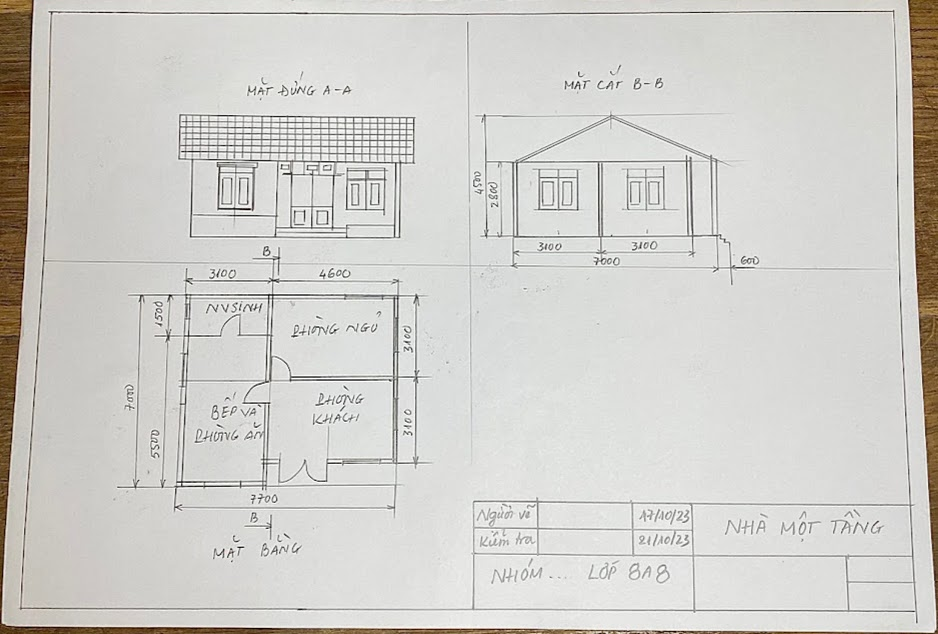 MẶT ĐỨNG A-A
MẶT CẮT B-B
4500
2800
3100
3100
7000
600
B
3100
4600
1500
NVSINH
PHÒNG NGỦ
3100
7000
5500
BẾP VÀ
PHÒNG ĂN
PHÒNG
KHÁCH
3100
7700
B
MẶT BẰNG
Người vẽ
17/10/23
NHÀ MỘT TẦNG
Kiểm tra
21/10/23
NHÓM... LỚP 8A8